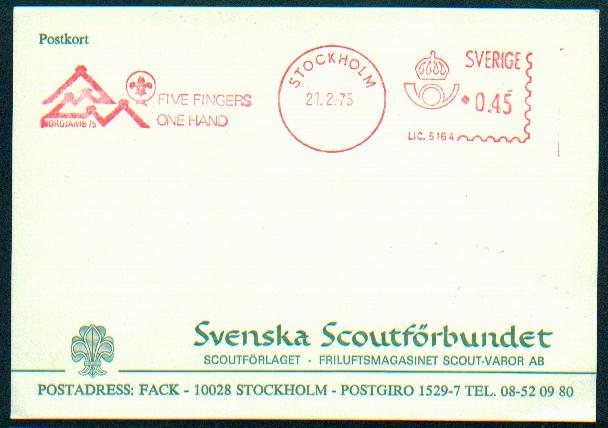 Postkort
NORDJAMB 75
FIVE FINGERS
ONE HAND
STOCKHOLM
21.2.75
SVERIGE
0.45
LIC. 5164
Svenska Scoutförbundet
SCOUTFÖRLAGET - FRILUFTSMAGASINET SCOUT-VAROR AB
POSTADRESS: FACK - 10028 STOCKHOLM - POSTGIRO 1529-7 TEL. 08-52 09 80